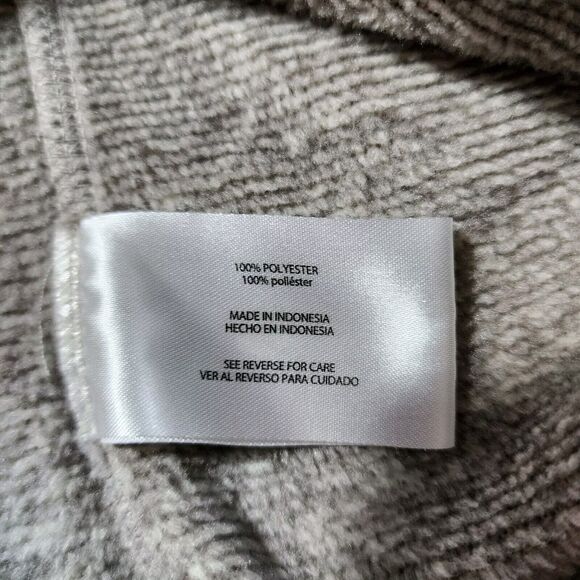 100% POLYESTER
100% poliéster
MADE IN INDONESIA
HECHO EN INDONESIA
SEE REVERSE FOR CARE
VER AL REVERSO PARA CUIDADO